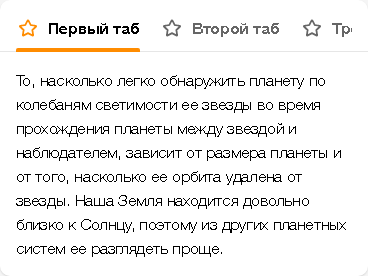 Первый таб Второй таб
То, насколько легко обнаружить планету по
колебаням светимости ее звезды во время
прохождения планеты между звездой и
наблюдателем, зависит от размера планеты и
от того, насколько ее орбита удалена от
звезды. Наша Земля находится довольно
близко к Солнцу, поэтому из других планетных
систем ее разглядеть проще.